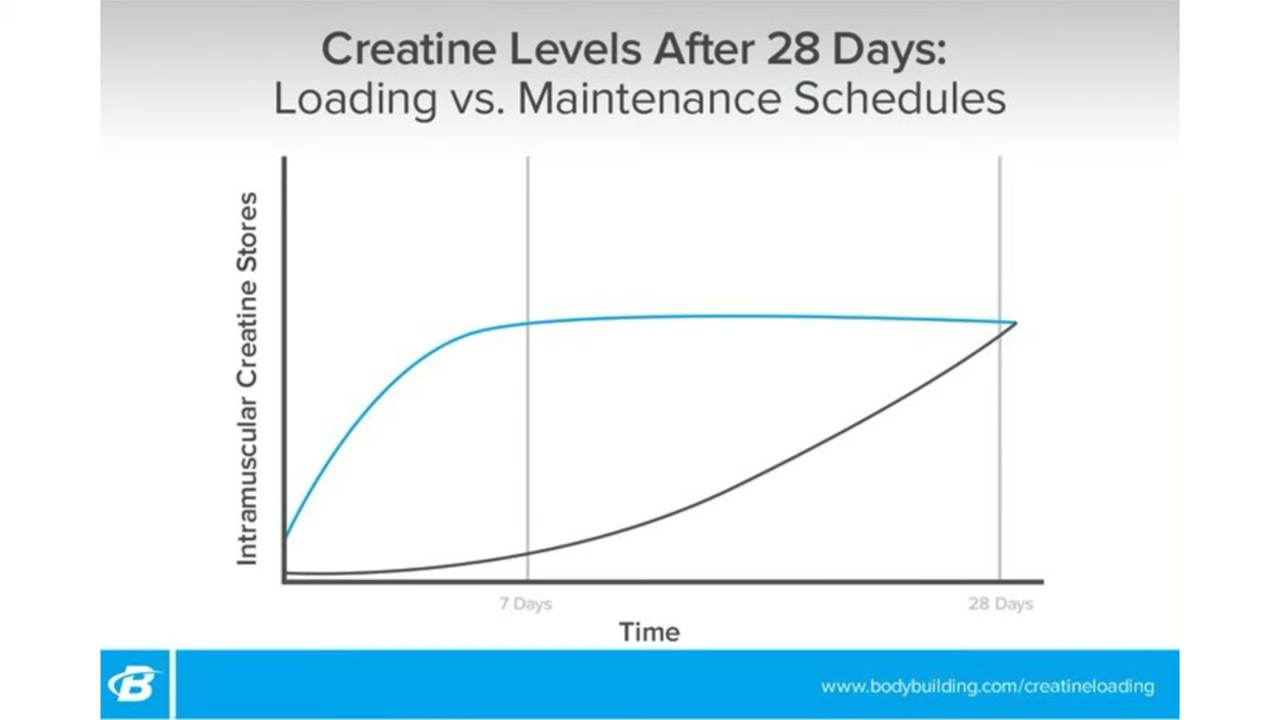 Creatine Levels After 28 Days:
Loading vs. Maintenance Schedules
Intramuscular Creatine Stores
7 Days
28 Days
Time
B
www.bodybuilding.com/creatineloading